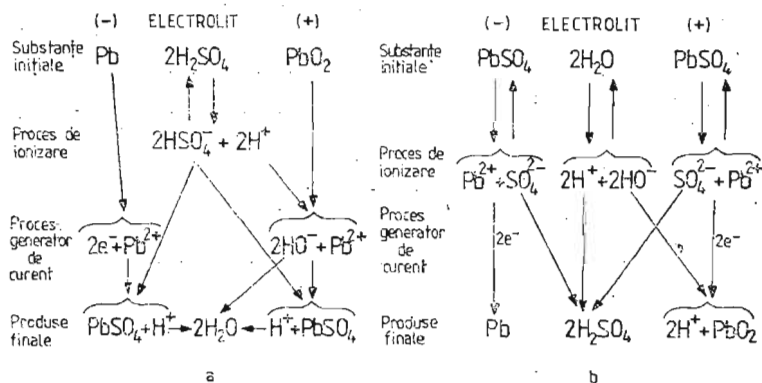 (-) ELECTROLIT (+)
Substanțe inițiale Pb 2H₂SO₄ PbO₂
Proces de ionizare 2HSO₄⁻ + 2H⁺
Proces generator de curent 2e⁻+Pb²⁺ 2HO⁻+Pb²⁺
Produse finale PbSO₄+H⁺ 2H₂O H⁺+PbSO₄
a
(-) ELECTROLIT (+)
Substanțe inițiale PbSO₄ 2H₂O PbSO₄
Proces de ionizare Pb²⁺+SO₄²⁻ 2H⁺+2HO⁻ SO₄²⁻+Pb²⁺
Proces generator de curent 2e⁻ 2e⁻
Produse finale Pb 2H₂SO₄ 2H⁺+PbO₂
b